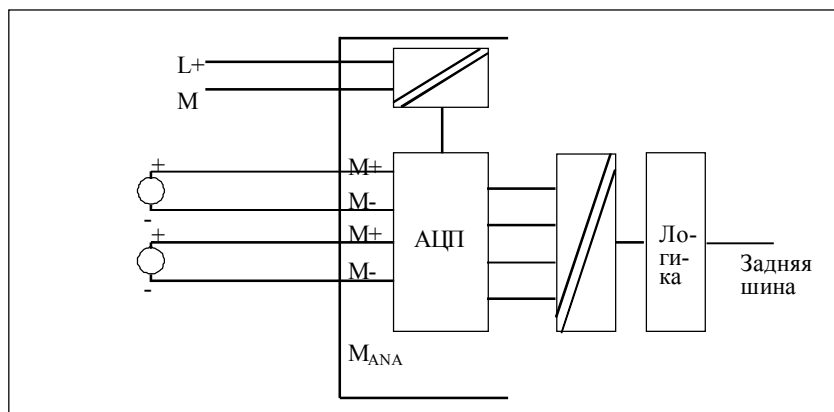 L+
M
+
M+
-
M-
+
M+
-
M-
АЦП
Ло-
ги-
ка
Задняя
шина
MANA